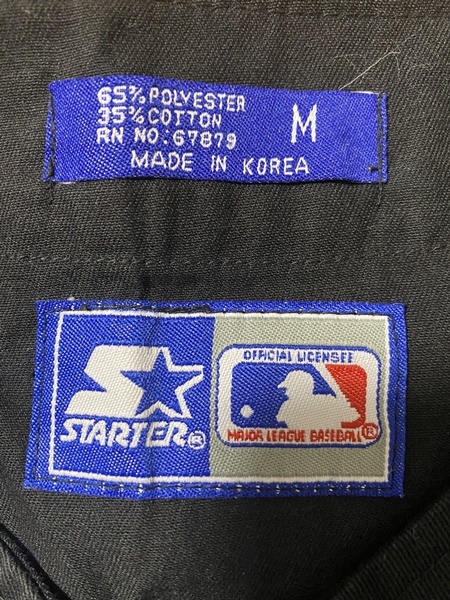 65% POLYESTER
35% COTTON
RN NO. 67879
MADE IN KOREA
M
STARTER®
OFFICIAL LICENSEE
MAJOR LEAGUE BASEBALL®